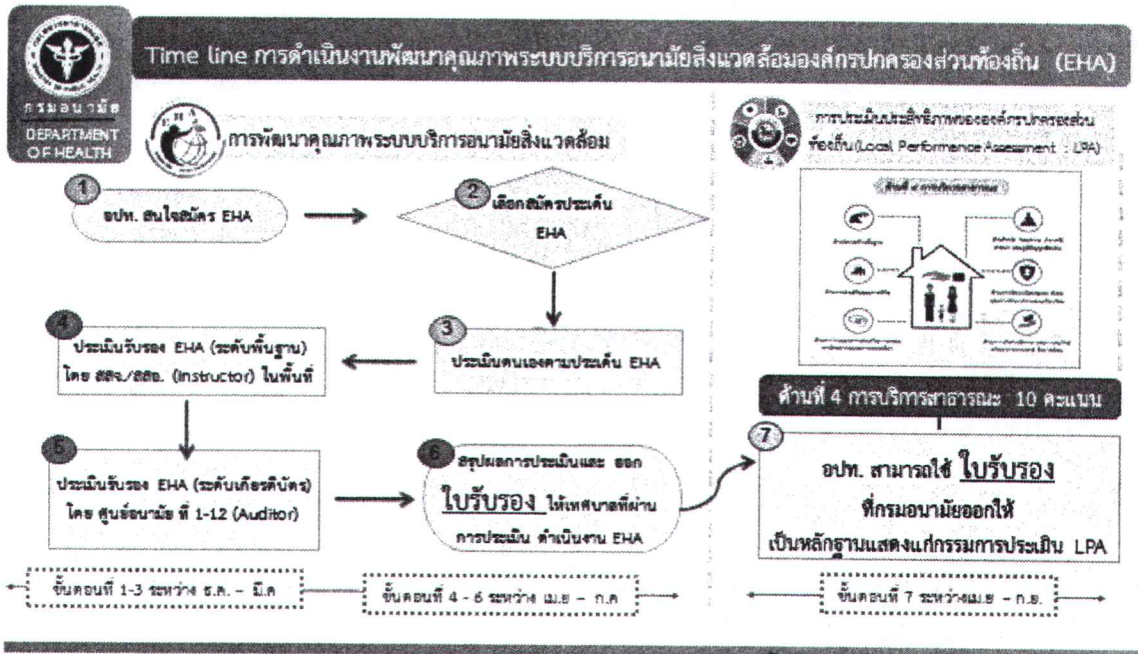 กรมอนามัย
DEPARTMENT
OF HEALTH
Time line การดำเนินงานพัฒนาคุณภาพระบบบริการอนามัยสิ่งแวดล้อมองค์กรปกครองส่วนท้องถิ่น (EHA)
การพัฒนาคุณภาพระบบบริการอนามัยสิ่งแวดล้อม
1
อปท. สนใจสมัคร EHA
2
เลือกสมัครประเด็น
EHA
3
ประเมินตนเองตามประเด็น EHA
4
ประเมินรับรอง EHA (ระดับพื้นฐาน)
โดย สสจ./สสอ. (Instructor) ในพื้นที่
5
ประเมินรับรอง EHA (ระดับเกียรติบัตร)
โดย ศูนย์อนามัย ที่ 1-12 (Auditor)
6
สรุปผลการประเมินและ ออก
ใบรับรอง ให้เทศบาลที่ผ่าน
การประเมิน ดำเนินงาน EHA
ขั้นตอนที่ 1-3 ระหว่าง ธ.ค. – มี.ค
ขั้นตอนที่ 4 - 6 ระหว่าง เม.ย – ก.ค
การประเมินประสิทธิภาพขององค์กรปกครองส่วน
ท้องถิ่น(Local Performance Assessment : LPA)
ด้านที่ ๔ การบริการสาธารณะ
ด้านที่ 4 การบริการสาธารณะ 10 คะแนน
7
อปท. สามารถใช้ ใบรับรอง
ที่กรมอนามัยออกให้
เป็นหลักฐานแสดงแก่กรรมการประเมิน LPA
ขั้นตอนที่ 7 ระหว่างเม.ย – ก.ย.